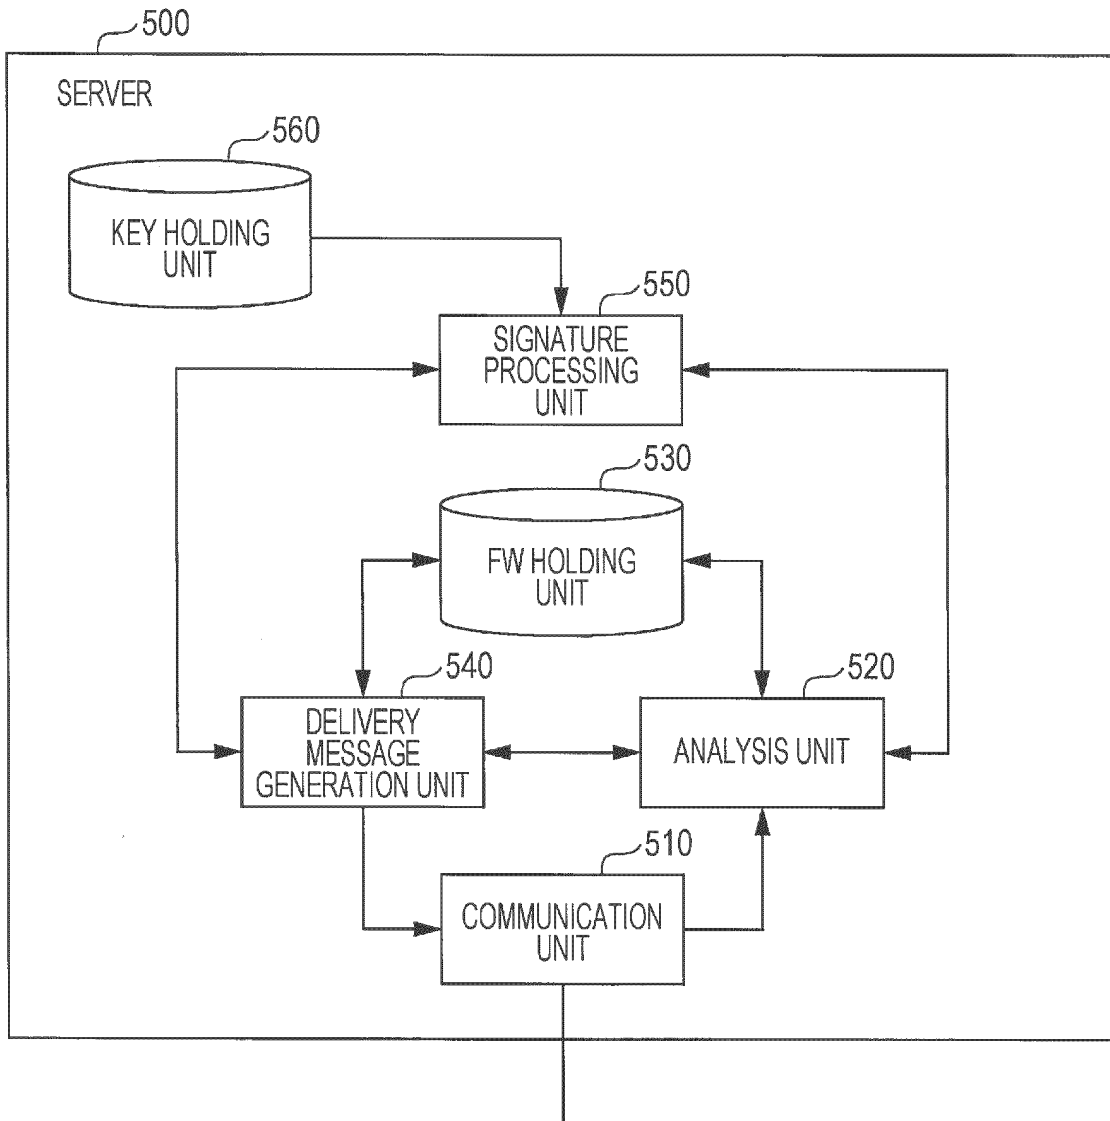 500
SERVER
560
KEY HOLDING
UNIT
550
SIGNATURE
PROCESSING
UNIT
530
FW HOLDING
UNIT
540
DELIVERY
MESSAGE
GENERATION UNIT
520
ANALYSIS UNIT
510
COMMUNICATION
UNIT